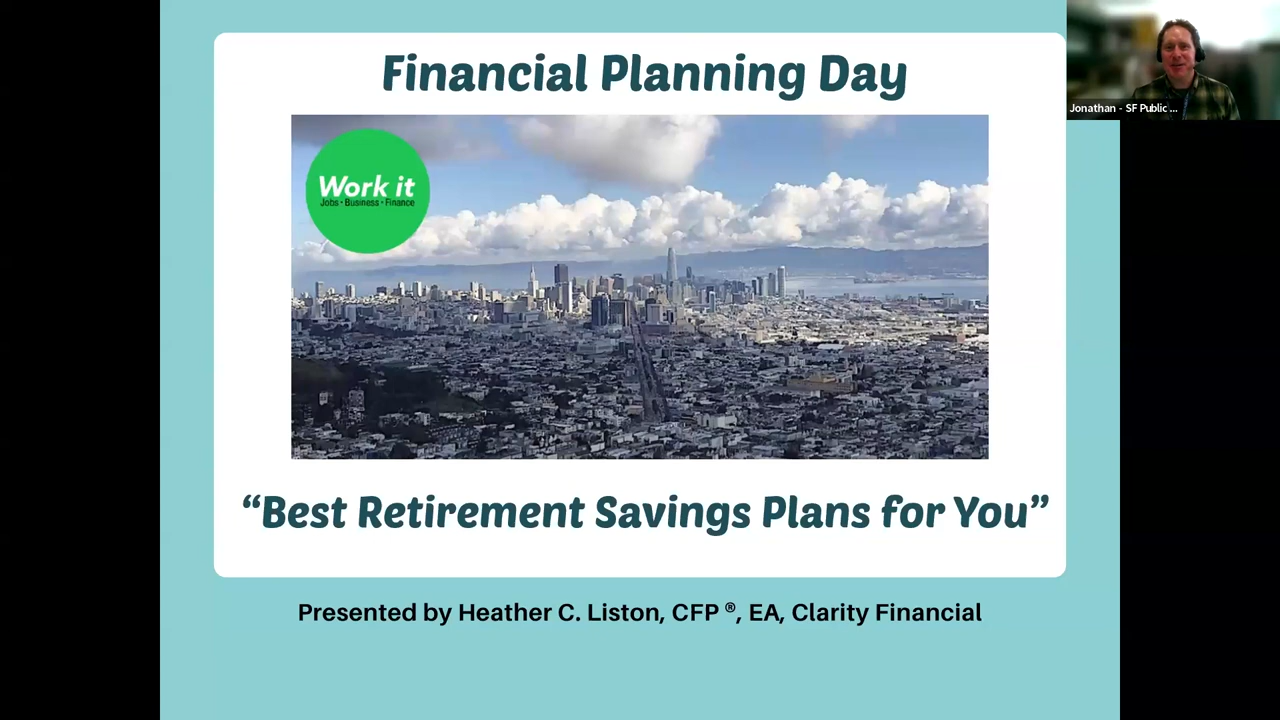 Financial Planning Day
Work it
Jobs • Business • Finance
“Best Retirement Savings Plans for You”
Presented by Heather C. Liston, CFP ®, EA, Clarity Financial
Jonathan - SF Public ...